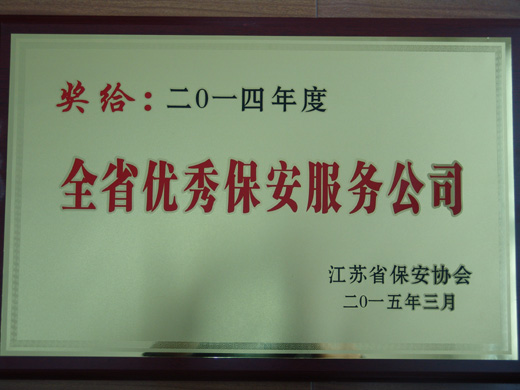 奖给：二0一四年度
全省优秀保安服务公司
江苏省保安协会
二0一五年三月